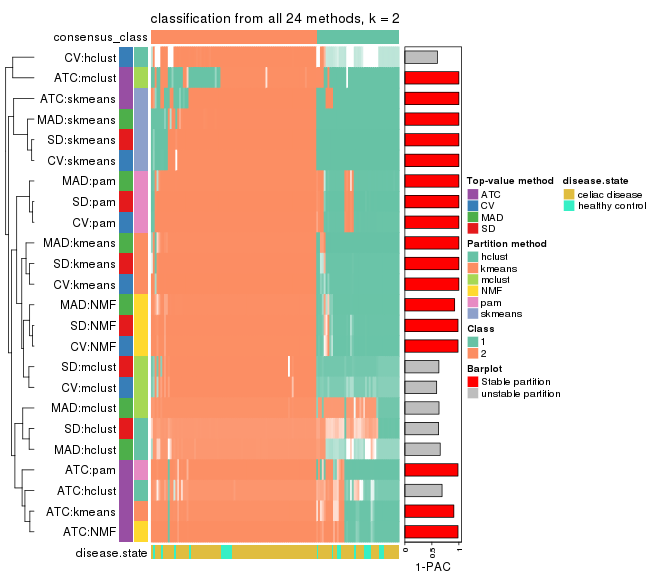 classification from all 24 methods, k = 2
consensus_class
CV:hclust
ATC:mclust
ATC:skmeans
MAD:skmeans
SD:skmeans
CV:skmeans
MAD:pam
SD:pam
CV:pam
MAD:kmeans
SD:kmeans
CV:kmeans
MAD:NMF
SD:NMF
CV:NMF
SD:mclust
CV:mclust
MAD:mclust
SD:hclust
MAD:hclust
ATC:pam
ATC:hclust
ATC:kmeans
ATC:NMF
disease.state
0
0.5
1
1-PAC
Top-value method
ATC
CV
MAD
SD
Partition method
hclust
kmeans
mclust
NMF
pam
skmeans
Class
1
2
Barplot
Stable partition
unstable partition
disease.state
celiac disease
healthy control